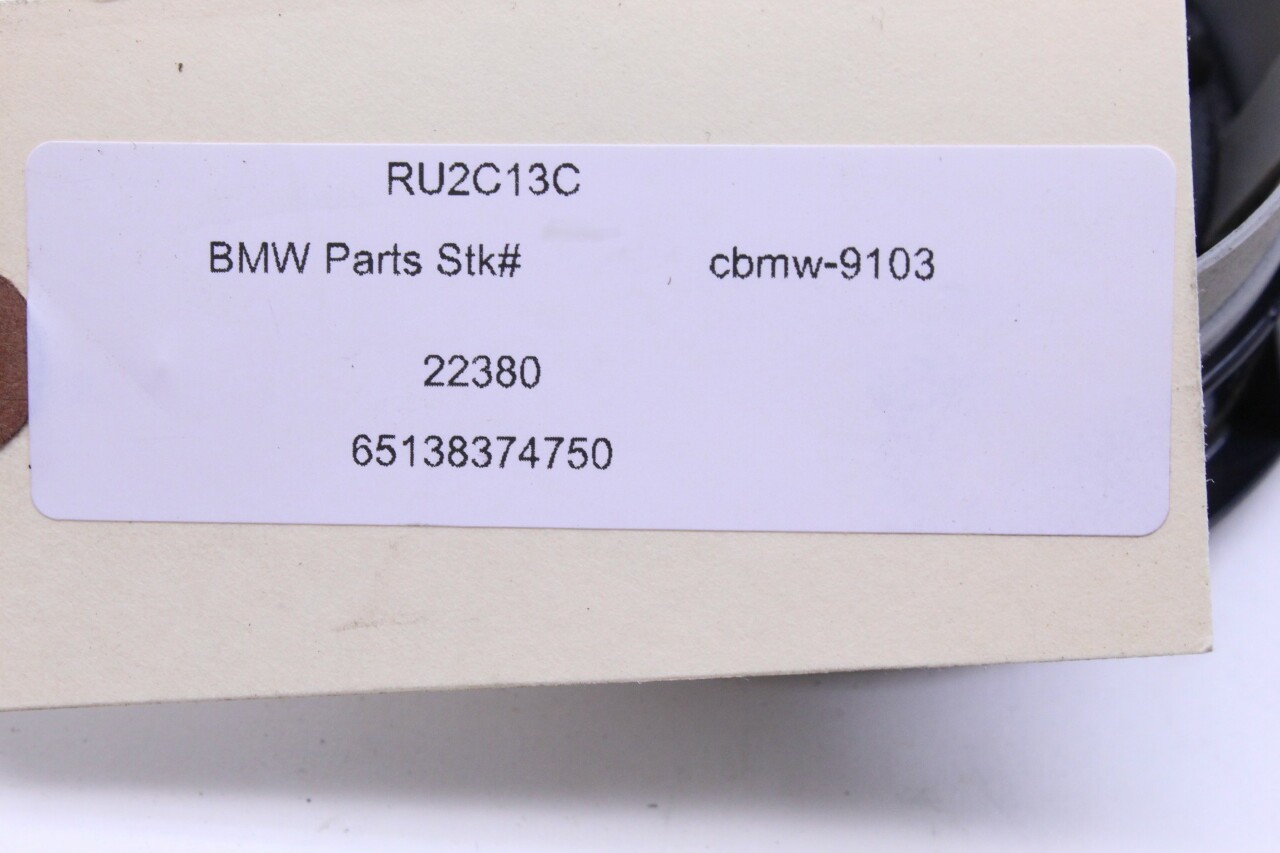 RU2C13C
BMW Parts Stk# cbmw-9103
22380
65138374750